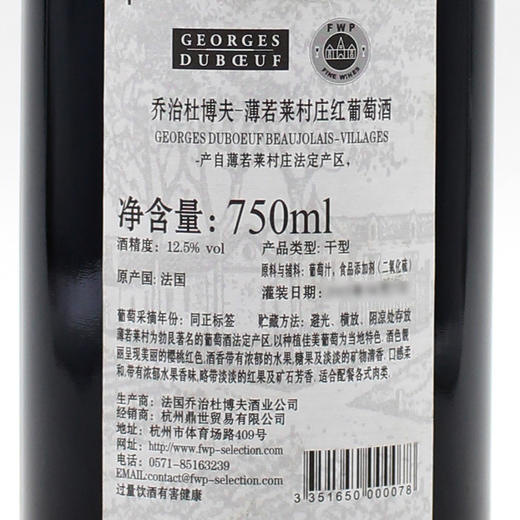 GEORGES
DUBŒUF
FWP
FINE WINES
乔治杜博夫-薄若莱村庄红葡萄酒
GEORGES DUBOEUF BEAUJOLAIS-VILLAGES
-产自薄若莱村庄法定产区,
净含量: 750ml
酒精度: 12.5% vol
产品类型: 干型
原产国: 法国
原料与辅料: 葡萄汁, 食品添加剂 (二氧化硫)
灌装日期:
葡萄采摘年份: 同正标签
贮藏方法: 避光、横放、阴凉处存放
薄若莱村为勃艮著名的葡萄酒法定产区, 以种植佳美葡萄为当地特色. 酒色靓
丽呈现美丽的樱桃红色. 酒香带有浓郁的水果, 糖果及淡淡的矿物清香. 口感柔
和, 带有浓郁水果香味, 略带淡淡的红果及矿石芳香. 适合配餐各式肉类.
生产商: 法国乔治杜博夫酒业公司
经销商: 杭州鼎世贸易有限公司
地址: 杭州市体育场路409号
网址: http://www.fwp-selection.com
电话: 0571-85163239
EMAIL:contact@fwp-selection.com
过量饮酒有害健康
3 351650 000078